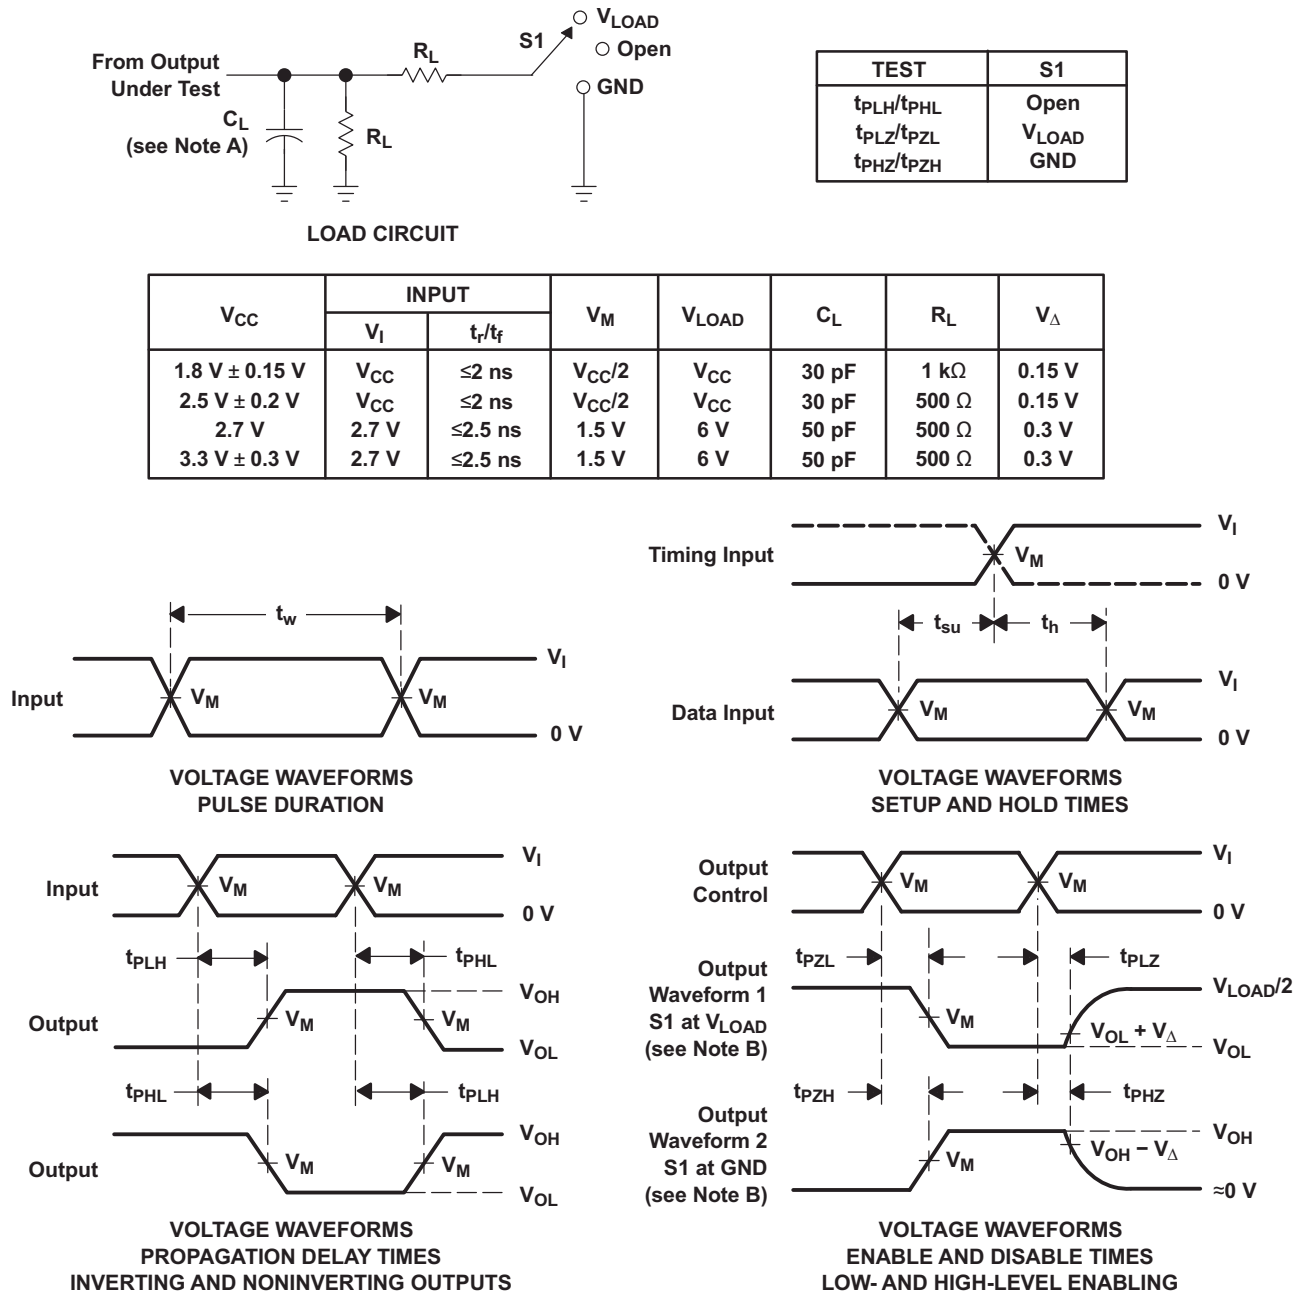 From Output
Under Test
C_L
(see Note A)
R_L
R_L
S1
V_LOAD
Open
GND
LOAD CIRCUIT
TEST S1
t_PLH/t_PHL Open
t_PLZ/t_PZL V_LOAD
t_PHZ/t_PZH GND
V_CC INPUT V_M V_LOAD C_L R_L V_Δ
V_I t_r/t_f
1.8 V ± 0.15 V V_CC ≤2 ns V_CC/2 V_CC 30 pF 1 kΩ 0.15 V
2.5 V ± 0.2 V V_CC ≤2 ns V_CC/2 V_CC 30 pF 500 Ω 0.15 V
2.7 V 2.7 V ≤2.5 ns 1.5 V 6 V 50 pF 500 Ω 0.3 V
3.3 V ± 0.3 V 2.7 V ≤2.5 ns 1.5 V 6 V 50 pF 500 Ω 0.3 V
t_w
Input
V_M
V_M
V_I
0 V
VOLTAGE WAVEFORMS
PULSE DURATION
Timing Input
V_M
V_I
0 V
t_su
t_h
Data Input
V_M
V_M
V_I
0 V
VOLTAGE WAVEFORMS
SETUP AND HOLD TIMES
Input
V_M
V_M
V_I
0 V
t_PLH
t_PHL
Output
V_M
V_M
V_OH
V_OL
t_PHL
t_PLH
Output
V_M
V_M
V_OH
V_OL
VOLTAGE WAVEFORMS
PROPAGATION DELAY TIMES
INVERTING AND NONINVERTING OUTPUTS
Output
Control
V_M
V_M
V_I
0 V
t_PZL
t_PLZ
Output
Waveform 1
S1 at V_LOAD
(see Note B)
V_M
V_LOAD/2
V_OL + V_Δ
V_OL
t_PZH
t_PHZ
Output
Waveform 2
S1 at GND
(see Note B)
V_M
V_OH
V_OH − V_Δ
≈0 V
VOLTAGE WAVEFORMS
ENABLE AND DISABLE TIMES
LOW- AND HIGH-LEVEL ENABLING